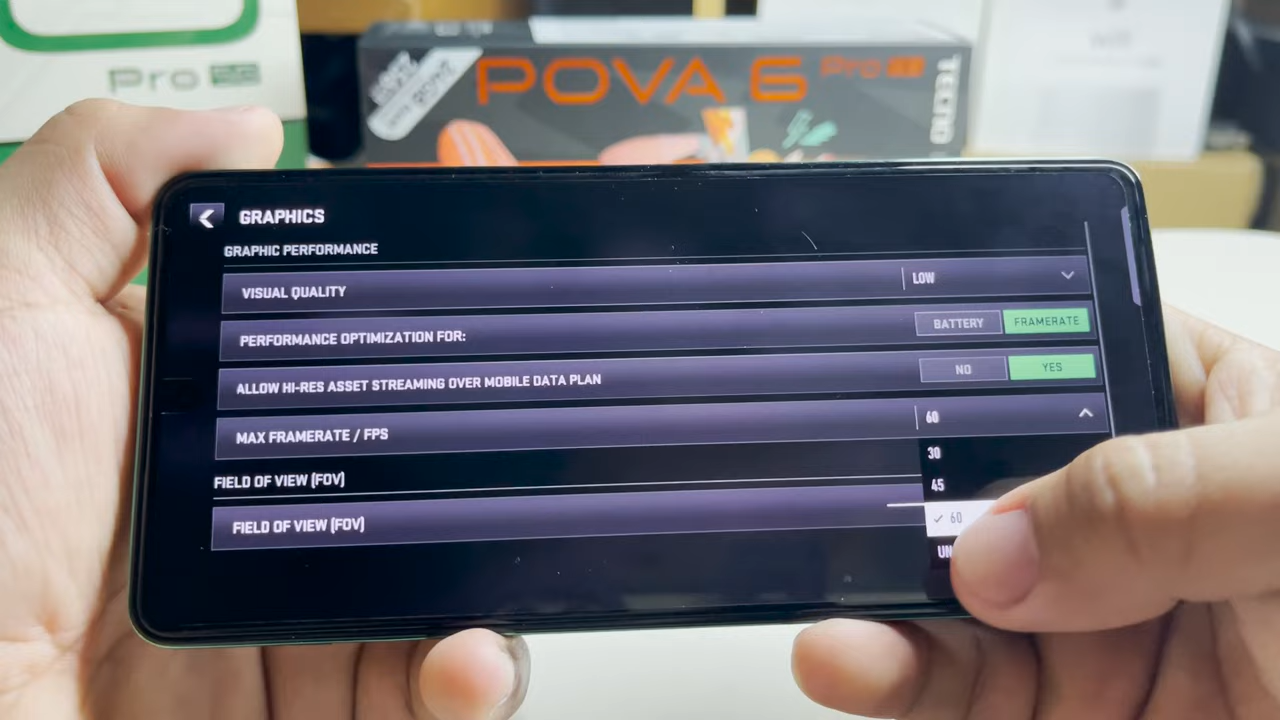 Pro
POVA 6 Pro
TECNO
GRAPHICS
GRAPHIC PERFORMANCE
VISUAL QUALITY LOW
PERFORMANCE OPTIMIZATION FOR: BATTERY FRAMERATE
ALLOW HI-RES ASSET STREAMING OVER MOBILE DATA PLAN NO YES
MAX FRAMERATE / FPS 60
30
45
FIELD OF VIEW (FOV)
✓ 60
FIELD OF VIEW (FOV)
UN